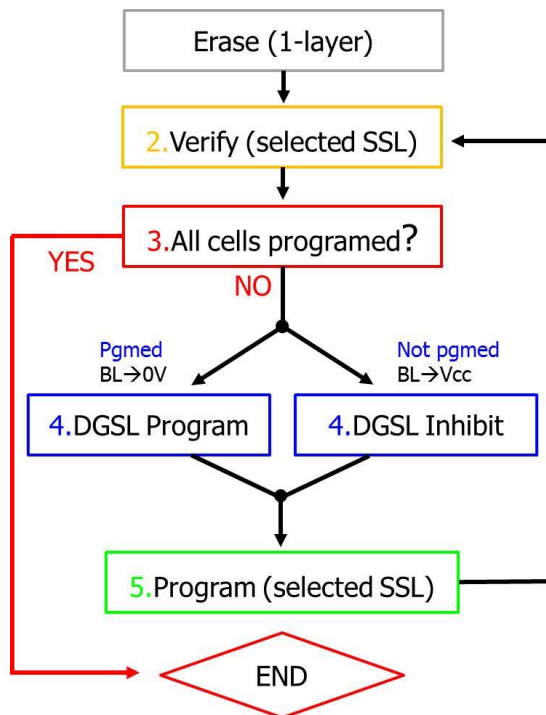 Erase (1-layer)
2.Verify (selected SSL)
3.All cells programed?
YES
NO
Pgmed
BL→0V
Not pgmed
BL→Vcc
4.DGSL Program
4.DGSL Inhibit
5.Program (selected SSL)
END